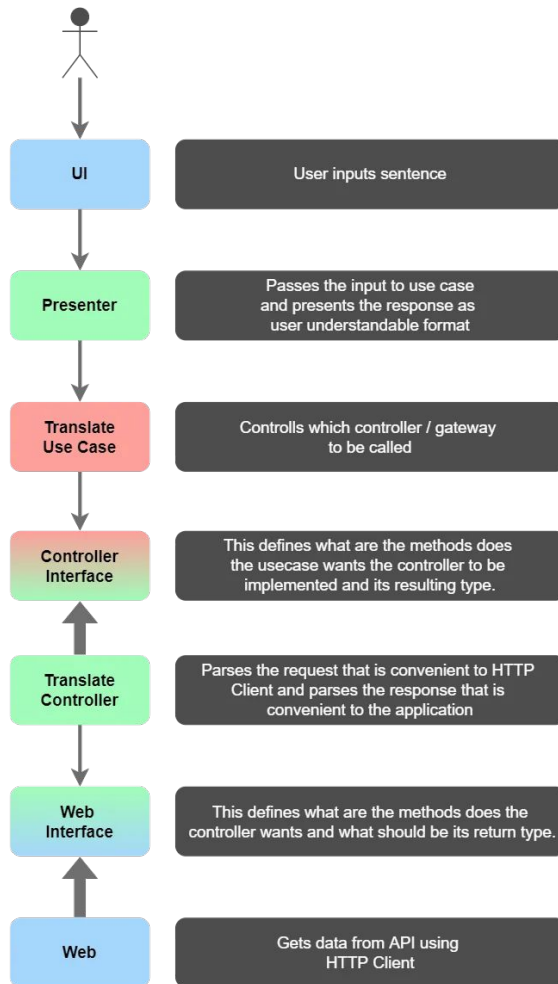 UI
User inputs sentence
Presenter
Passes the input to use case
and presents the response as
user understandable format
Translate
Use Case
Controlls which controller / gateway
to be called
Controller
Interface
This defines what are the methods does
the usecase wants the controller to be
implemented and its resulting type.
Translate
Controller
Parses the request that is convenient to HTTP
Client and parses the response that is
convenient to the application
Web
Interface
This defines what are the methods does the
controller wants and what should be its return type.
Web
Gets data from API using
HTTP Client